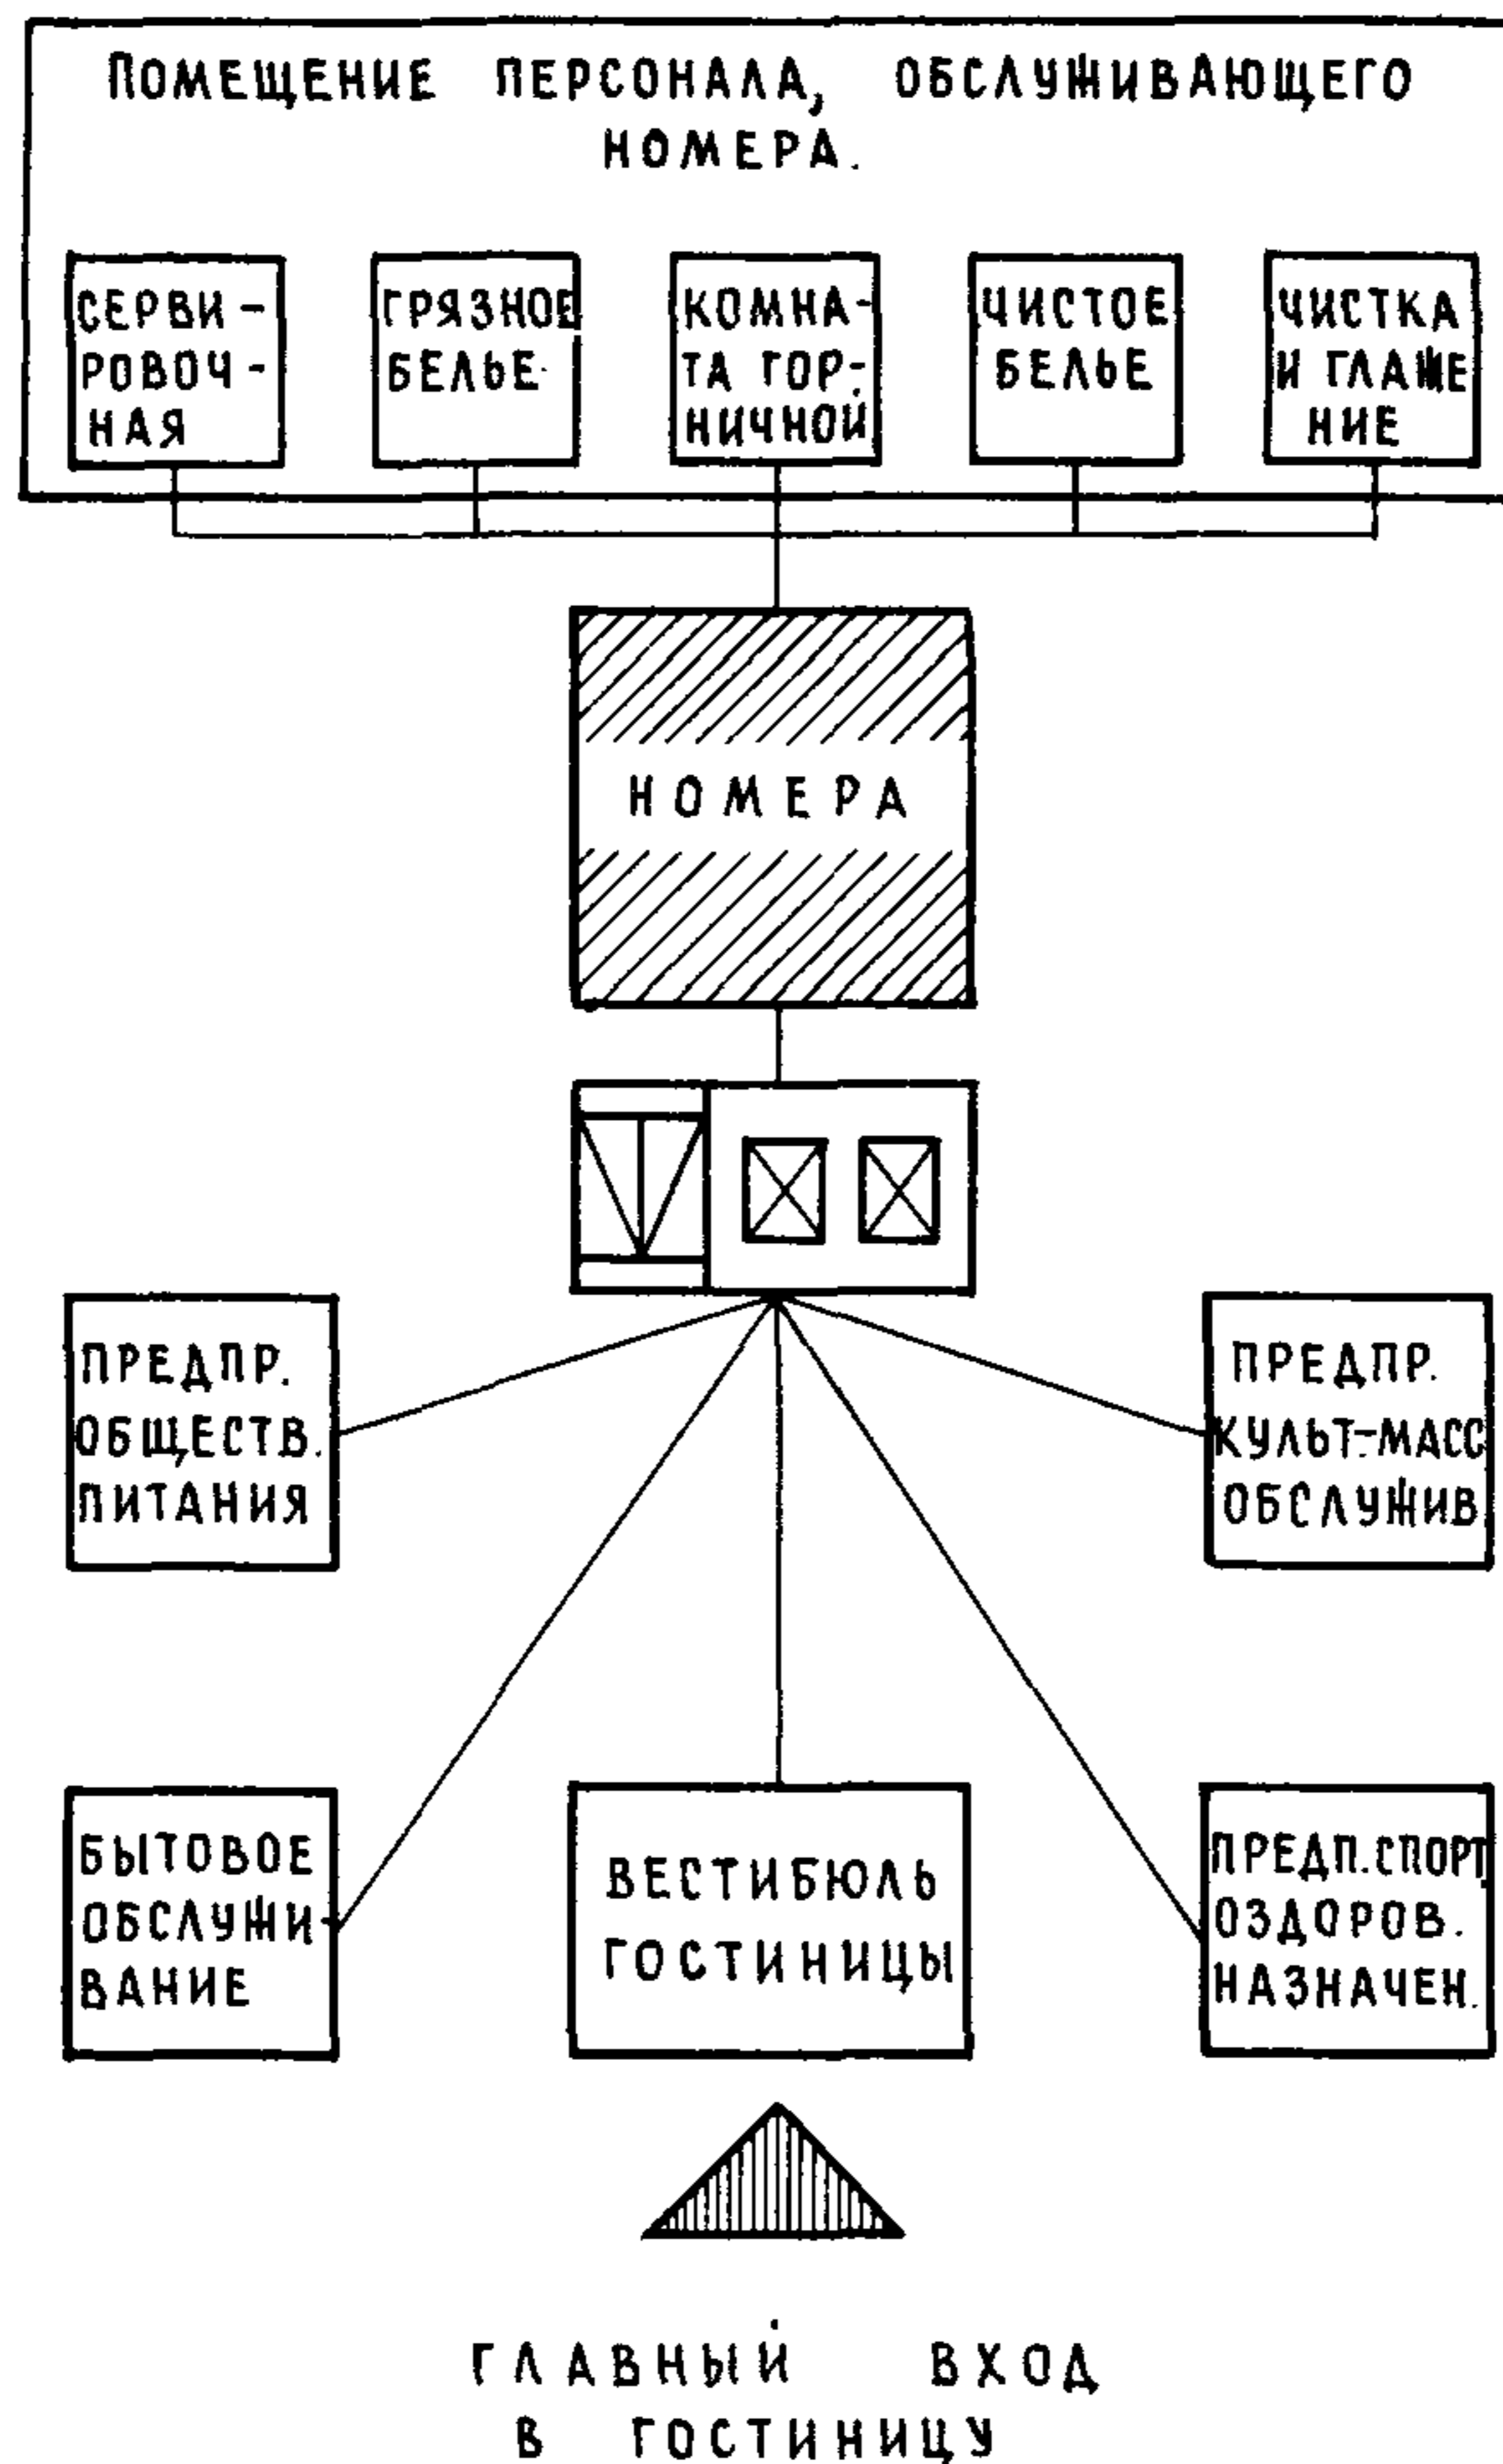 ПОМЕЩЕНИЕ ПЕРСОНАЛА, ОБСЛУЖИВАЮЩЕГО
НОМЕРА.
СЕРВИ-
РОВОЧ-
НАЯ
ГРЯЗНОЕ
БЕЛЬЕ
КОМНА-
ТА ГОР-
НИЧНОЙ
ЧИСТОЕ
БЕЛЬЕ
ЧИСТКА
И ГЛАЖЕ
НИЕ
НОМЕРА
ПРЕДПР.
ОБЩЕСТВ.
ПИТАНИЯ
ПРЕДПР.
КУЛЬТ.-МАСС
ОБСЛУЖИВ.
БЫТОВОЕ
ОБСЛУЖИ-
ВАНИЕ
ВЕСТИБЮЛЬ
ГОСТИНИЦЫ
ПРЕДП. СПОРТ.
ОЗДОРОВ.
НАЗНАЧЕН.
ГЛАВНЫЙ ВХОД
В ГОСТИНИЦУ